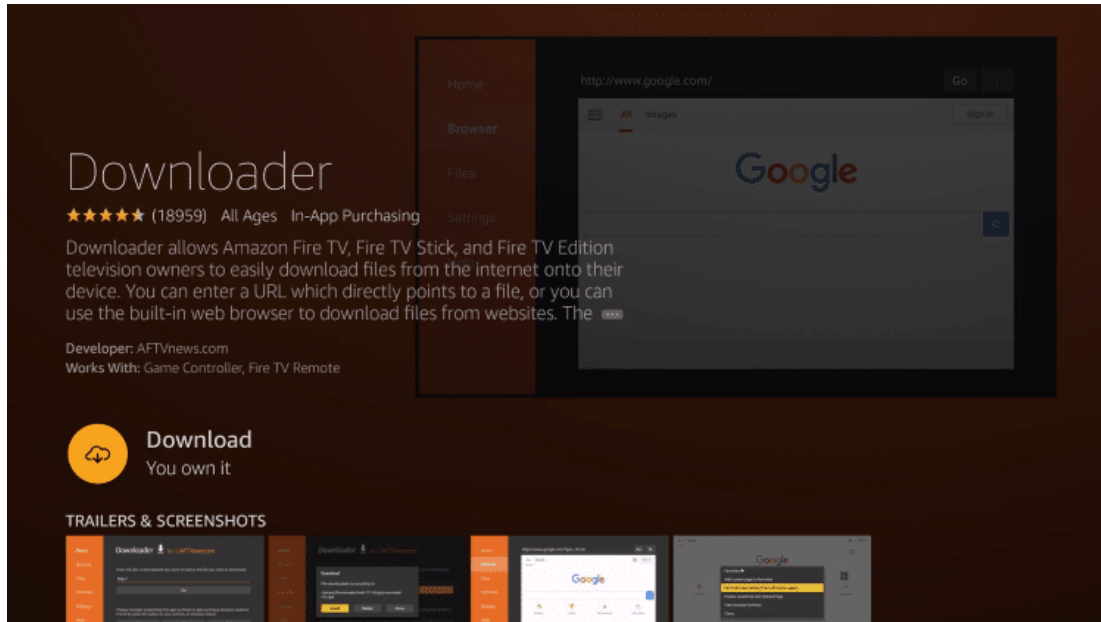 Home
http://www.google.com/
Go
All Images
Sign in
Browser
Google
Files
Settings
Downloader
(18959) All Ages In-App Purchasing
Downloader allows Amazon Fire TV, Fire TV Stick, and Fire TV Edition
television owners to easily download files from the internet onto their
device. You can enter a URL which directly points to a file, or you can
use the built-in web browser to download files from websites. The
Developer: AFTVnews.com
Works With: Game Controller, Fire TV Remote
Download
You own it
TRAILERS & SCREENSHOTS
Downloader by AFTVnews.com
Downloader
Google
Google